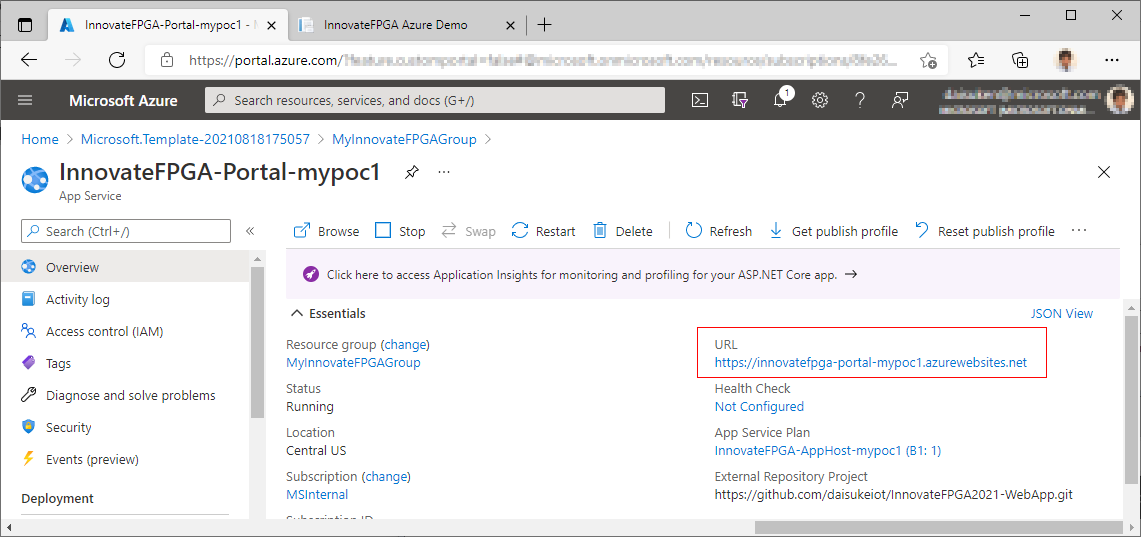 InnovateFPGA-Portal-mypoc1 - M
InnovateFPGA Azure Demo
https://portal.azure.com/
Microsoft Azure
Search resources, services, and docs (G+/)
1
Home > Microsoft.Template-20210818175057 > MyInnovateFPGAGroup >
InnovateFPGA-Portal-mypoc1
...
App Service
Search (Ctrl+/)
«
Browse
Stop
Swap
Restart
Delete
Refresh
Get publish profile
Reset publish profile
...
Overview
Activity log
Access control (IAM)
Tags
Diagnose and solve problems
Security
Events (preview)
Deployment
Click here to access Application Insights for monitoring and profiling for your ASP.NET Core app. →
Essentials
JSON View
Resource group (change)
MyInnovateFPGAGroup
Status
Running
Location
Central US
Subscription (change)
MSInternal
Subscription ID
URL
https://innovatefpga-portal-mypoc1.azurewebsites.net
Health Check
Not Configured
App Service Plan
InnovateFPGA-AppHost-mypoc1 (B1: 1)
External Repository Project
https://github.com/daisukeiot/InnovateFPGA2021-WebApp.git